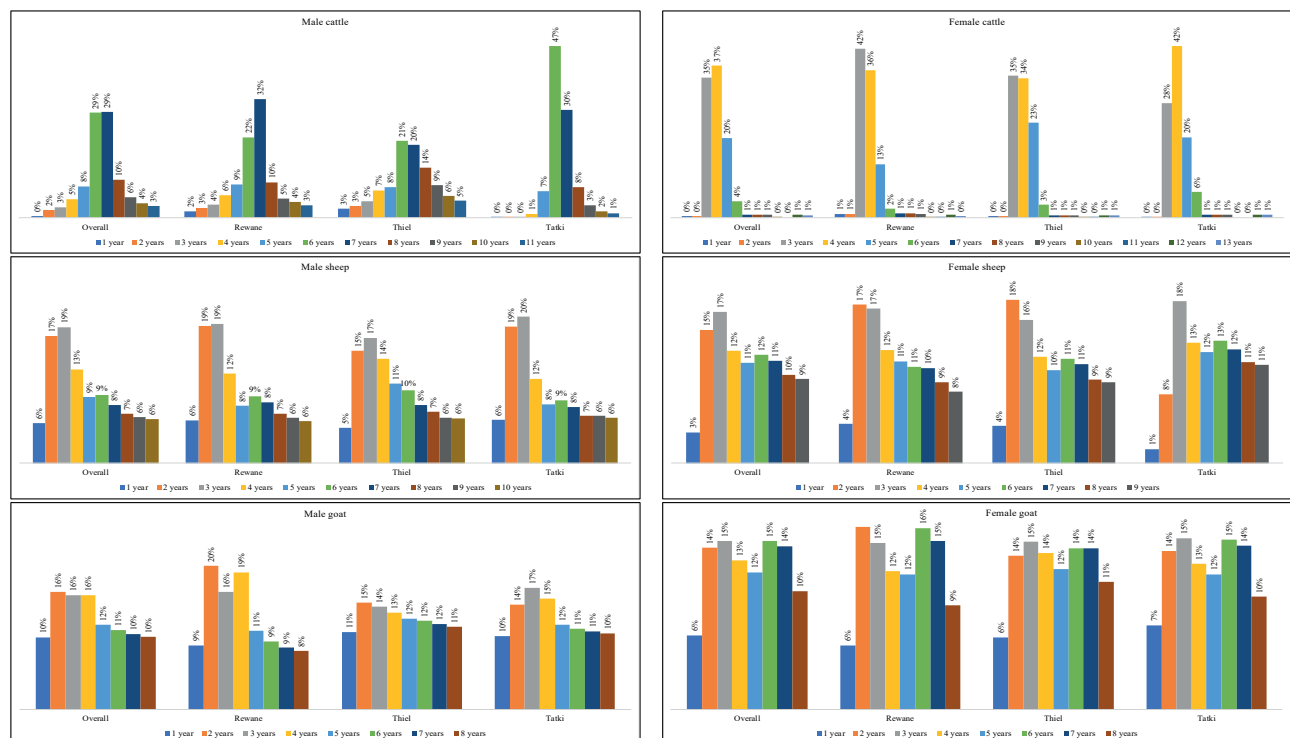 Male cattle
0% 2% 3% 5% 8% 29% 29% 10% 6% 4% 3%
2% 3% 4% 6% 9% 22% 32% 10% 5% 4% 3%
3% 3% 5% 7% 8% 21% 20% 14% 9% 6% 5%
0% 0% 0% 1% 7% 47% 30% 8% 3% 2% 1%
Overall Rewane Thiel Tatki
1 year 2 years 3 years 4 years 5 years 6 years 7 years 8 years 9 years 10 years 11 years
Female cattle
0% 0% 35% 37% 20% 4% 1% 1% 1% 0% 0% 1% 1%
1% 1% 42% 36% 13% 2% 1% 1% 1% 0% 0% 1% 0%
0% 0% 35% 34% 23% 3% 1% 1% 1% 0% 0% 1% 1%
0% 0% 28% 42% 20% 6% 1% 1% 1% 0% 0% 1% 1%
Overall Rewane Thiel Tatki
1 year 2 years 3 years 4 years 5 years 6 years 7 years 8 years 9 years 10 years 11 years 12 years 13 years
Male sheep
6% 17% 19% 13% 9% 9% 8% 7% 6% 6%
6% 19% 19% 12% 8% 9% 8% 7% 6% 6%
5% 15% 17% 14% 11% 10% 8% 7% 6% 6%
6% 19% 20% 12% 8% 9% 8% 7% 6% 6%
Overall Rewane Thiel Tatki
1 year 2 years 3 years 4 years 5 years 6 years 7 years 8 years 9 years 10 years
Female sheep
3% 15% 17% 12% 11% 12% 11% 10% 9%
4% 17% 17% 12% 11% 11% 10% 9% 8%
4% 18% 16% 12% 10% 11% 11% 9% 9%
1% 8% 18% 13% 12% 13% 12% 11% 11%
Overall Rewane Thiel Tatki
1 year 2 years 3 years 4 years 5 years 6 years 7 years 8 years 9 years
Male goat
10% 16% 16% 16% 12% 11% 10% 10%
9% 20% 16% 19% 11% 9% 9% 8%
11% 15% 14% 13% 12% 12% 12% 11%
10% 14% 17% 15% 12% 11% 11% 10%
Overall Rewane Thiel Tatki
1 year 2 years 3 years 4 years 5 years 6 years 7 years 8 years
Female goat
6% 14% 15% 13% 12% 15% 14% 10%
6% 15% 12% 12% 16% 15% 9%
6% 14% 15% 14% 12% 14% 14% 11%
7% 14% 15% 13% 12% 15% 14% 10%
Overall Rewane Thiel Tatki
1 year 2 years 3 years 4 years 5 years 6 years 7 years 8 years